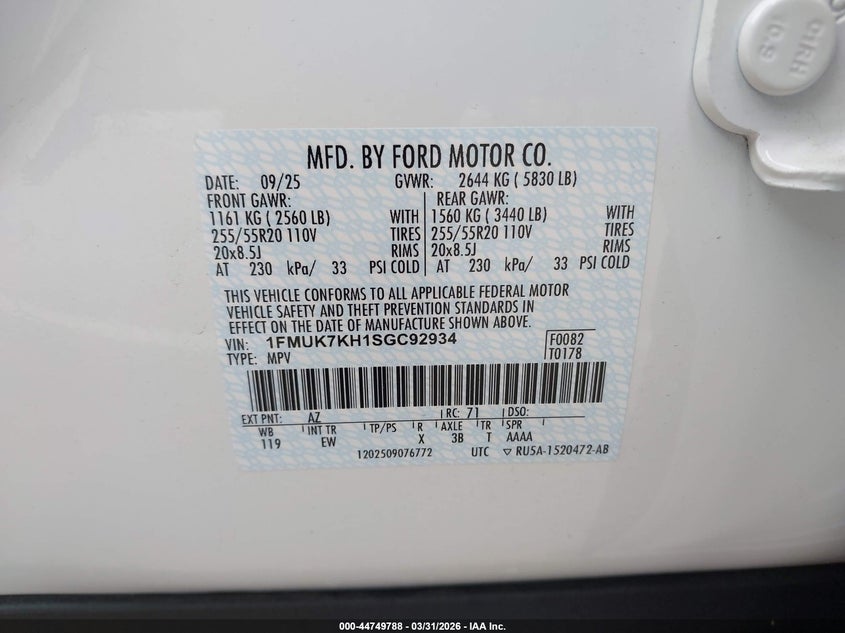 01RH
10.9
MFD. BY FORD MOTOR CO.
DATE: 09/25 GVWR: 2644 KG ( 5830 LB)
FRONT GAWR: REAR GAWR:
1161 KG ( 2560 LB) WITH 1560 KG ( 3440 LB) WITH
255/55R20 110V TIRES 255/55R20 110V TIRES
20x8.5J RIMS 20x8.5J RIMS
AT 230 kPa/ 33 PSI COLD AT 230 kPa/ 33 PSI COLD
THIS VEHICLE CONFORMS TO ALL APPLICABLE FEDERAL MOTOR
VEHICLE SAFETY AND THEFT PREVENTION STANDARDS IN
EFFECT ON THE DATE OF MANUFACTURE SHOWN ABOVE.
VIN: 1FMUK7KH1SGC92934 F0082
TYPE: MPV T0178
EXT PNT: AZ RC: 71 DSO:
WB INT TR TP/PS R AXLE TR SPR
119 EW X 3B T AAAA
1202509076772 UTC ▽ RU5A-1520472-AB
000-44749788 - 03/31/2026 - IAA Inc.